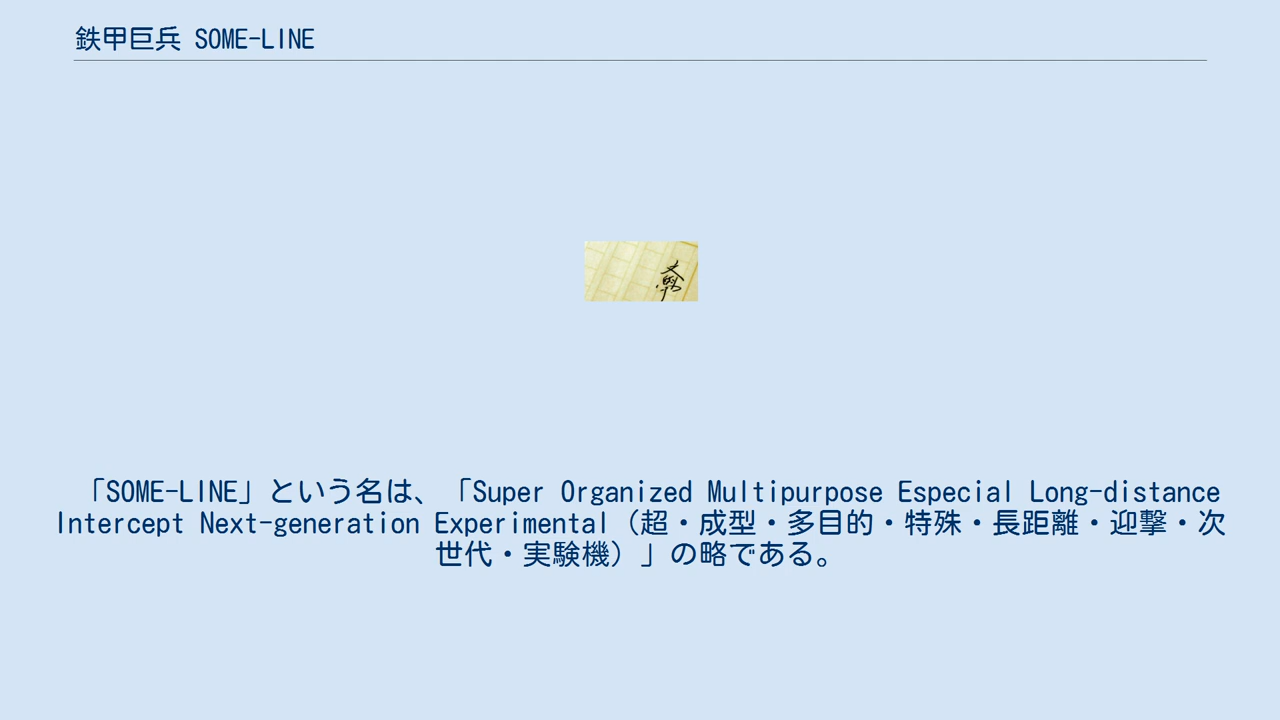 鉄甲巨兵 SOME-LINE
「SOME-LINE」という名は、「Super Organized Multipurpose Especial Long-distance
Intercept Next-generation Experimental（超・成型・多目的・特殊・長距離・迎撃・次
世代・実験機）」の略である。